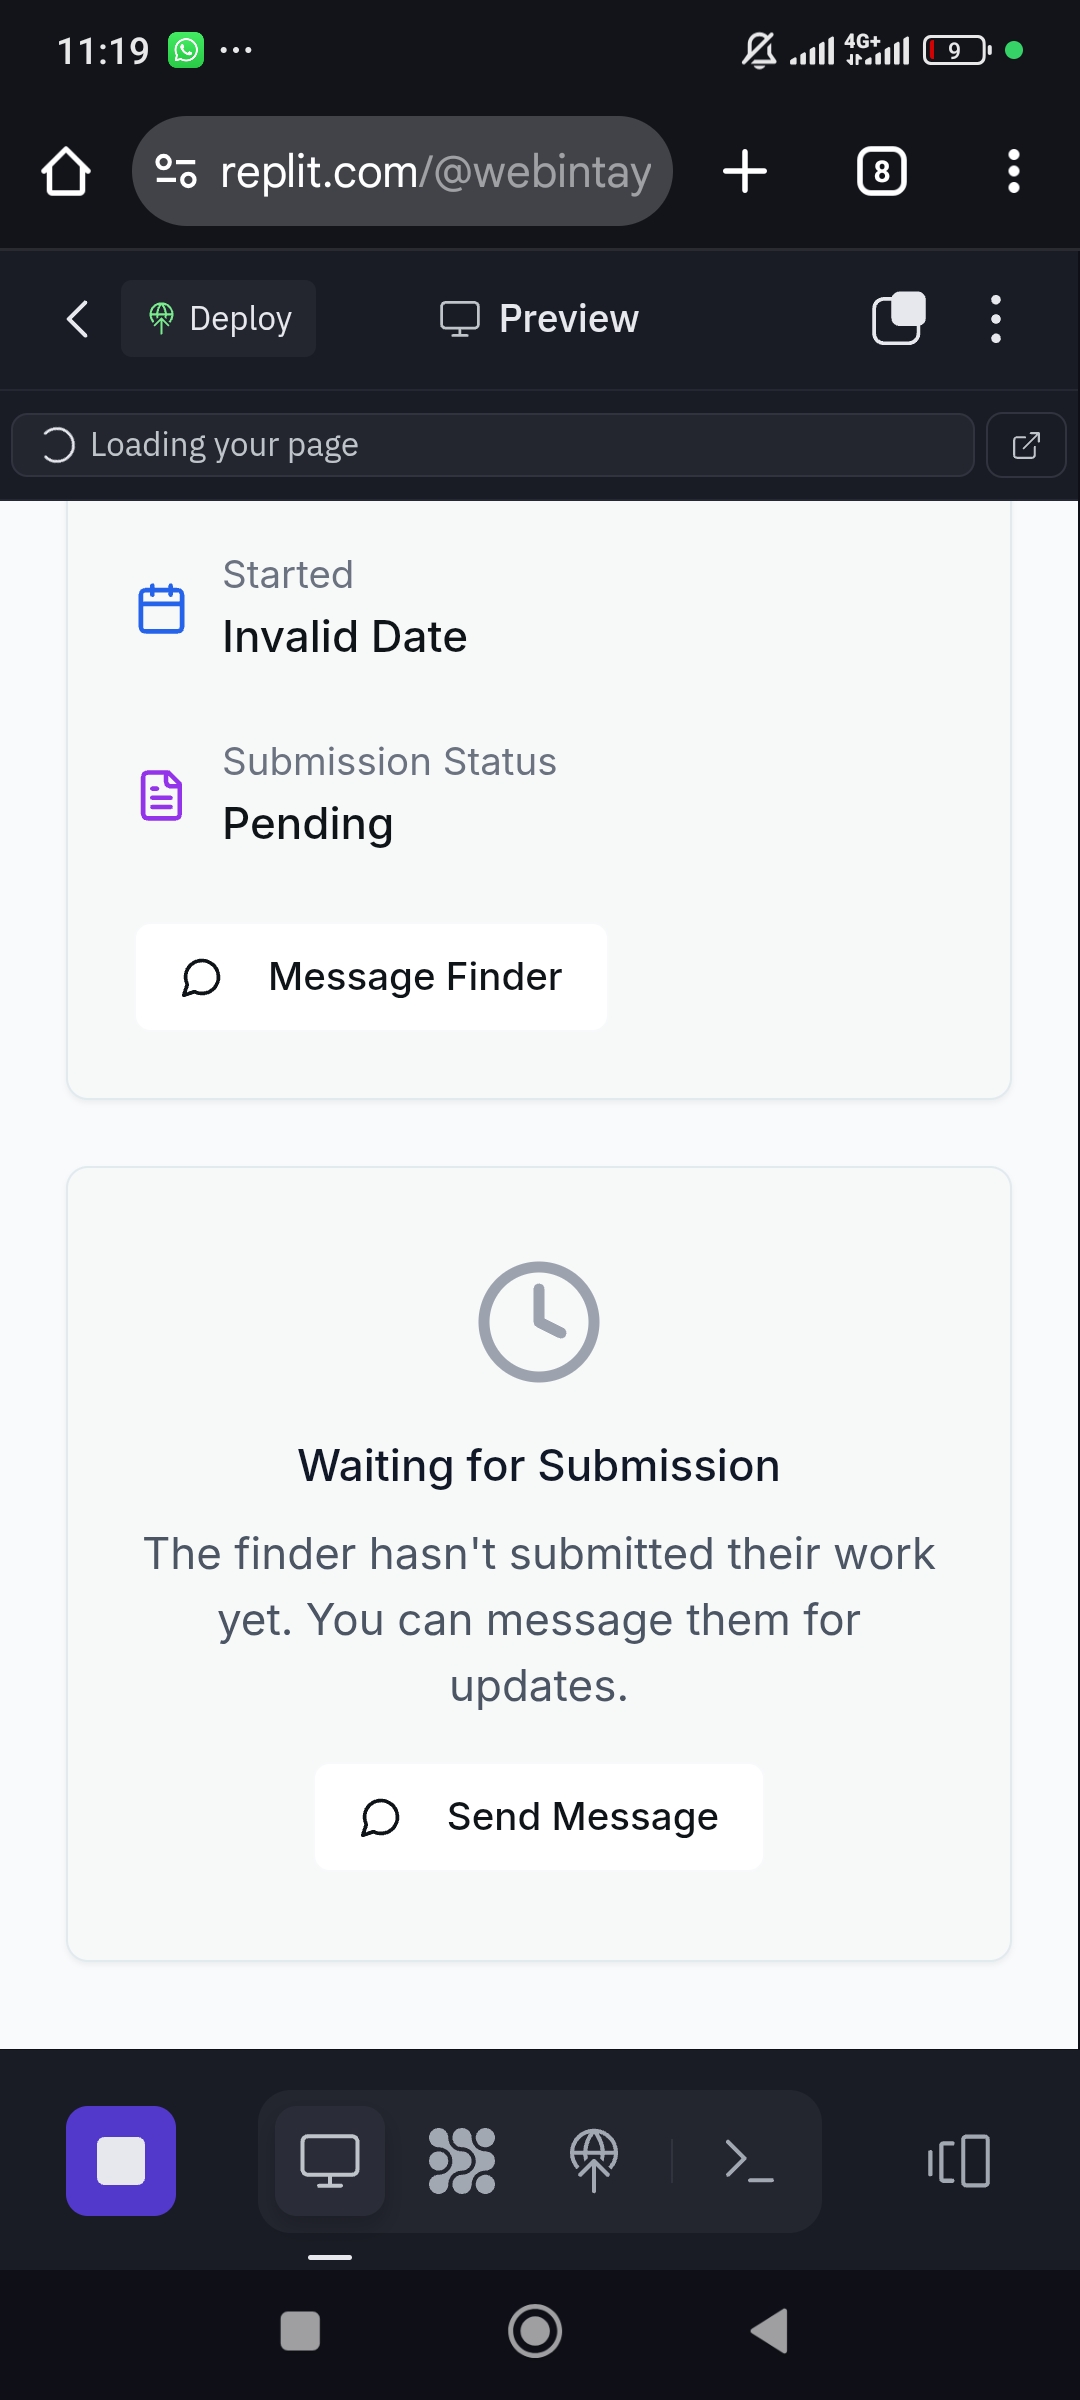 11:19
4G+
9
replit.com/@webintay
8
Deploy
Preview
Loading your page
Started
Invalid Date
Submission Status
Pending
Message Finder
Waiting for Submission
The finder hasn't submitted their work
yet. You can message them for
updates.
Send Message